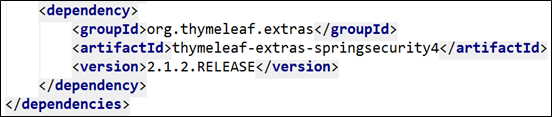 <dependency>
<groupId>org.thymeleaf.extras</groupId>
<artifactId>thymeleaf-extras-springsecurity4</artifactId>
<version>2.1.2.RELEASE</version>
</dependency>
</dependencies>